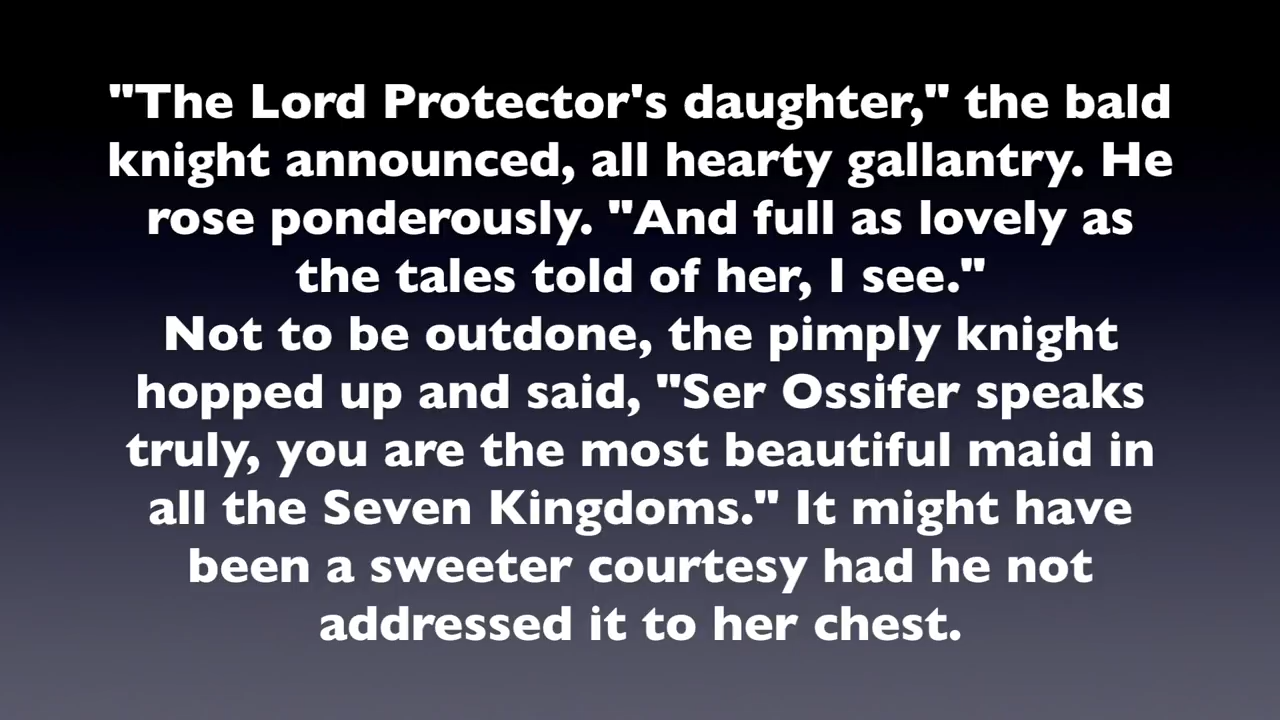 "The Lord Protector's daughter," the bald
knight announced, all hearty gallantry. He
rose ponderously. "And full as lovely as
the tales told of her, I see."
Not to be outdone, the pimply knight
hopped up and said, "Ser Ossifer speaks
truly, you are the most beautiful maid in
all the Seven Kingdoms." It might have
been a sweeter courtesy had he not
addressed it to her chest.